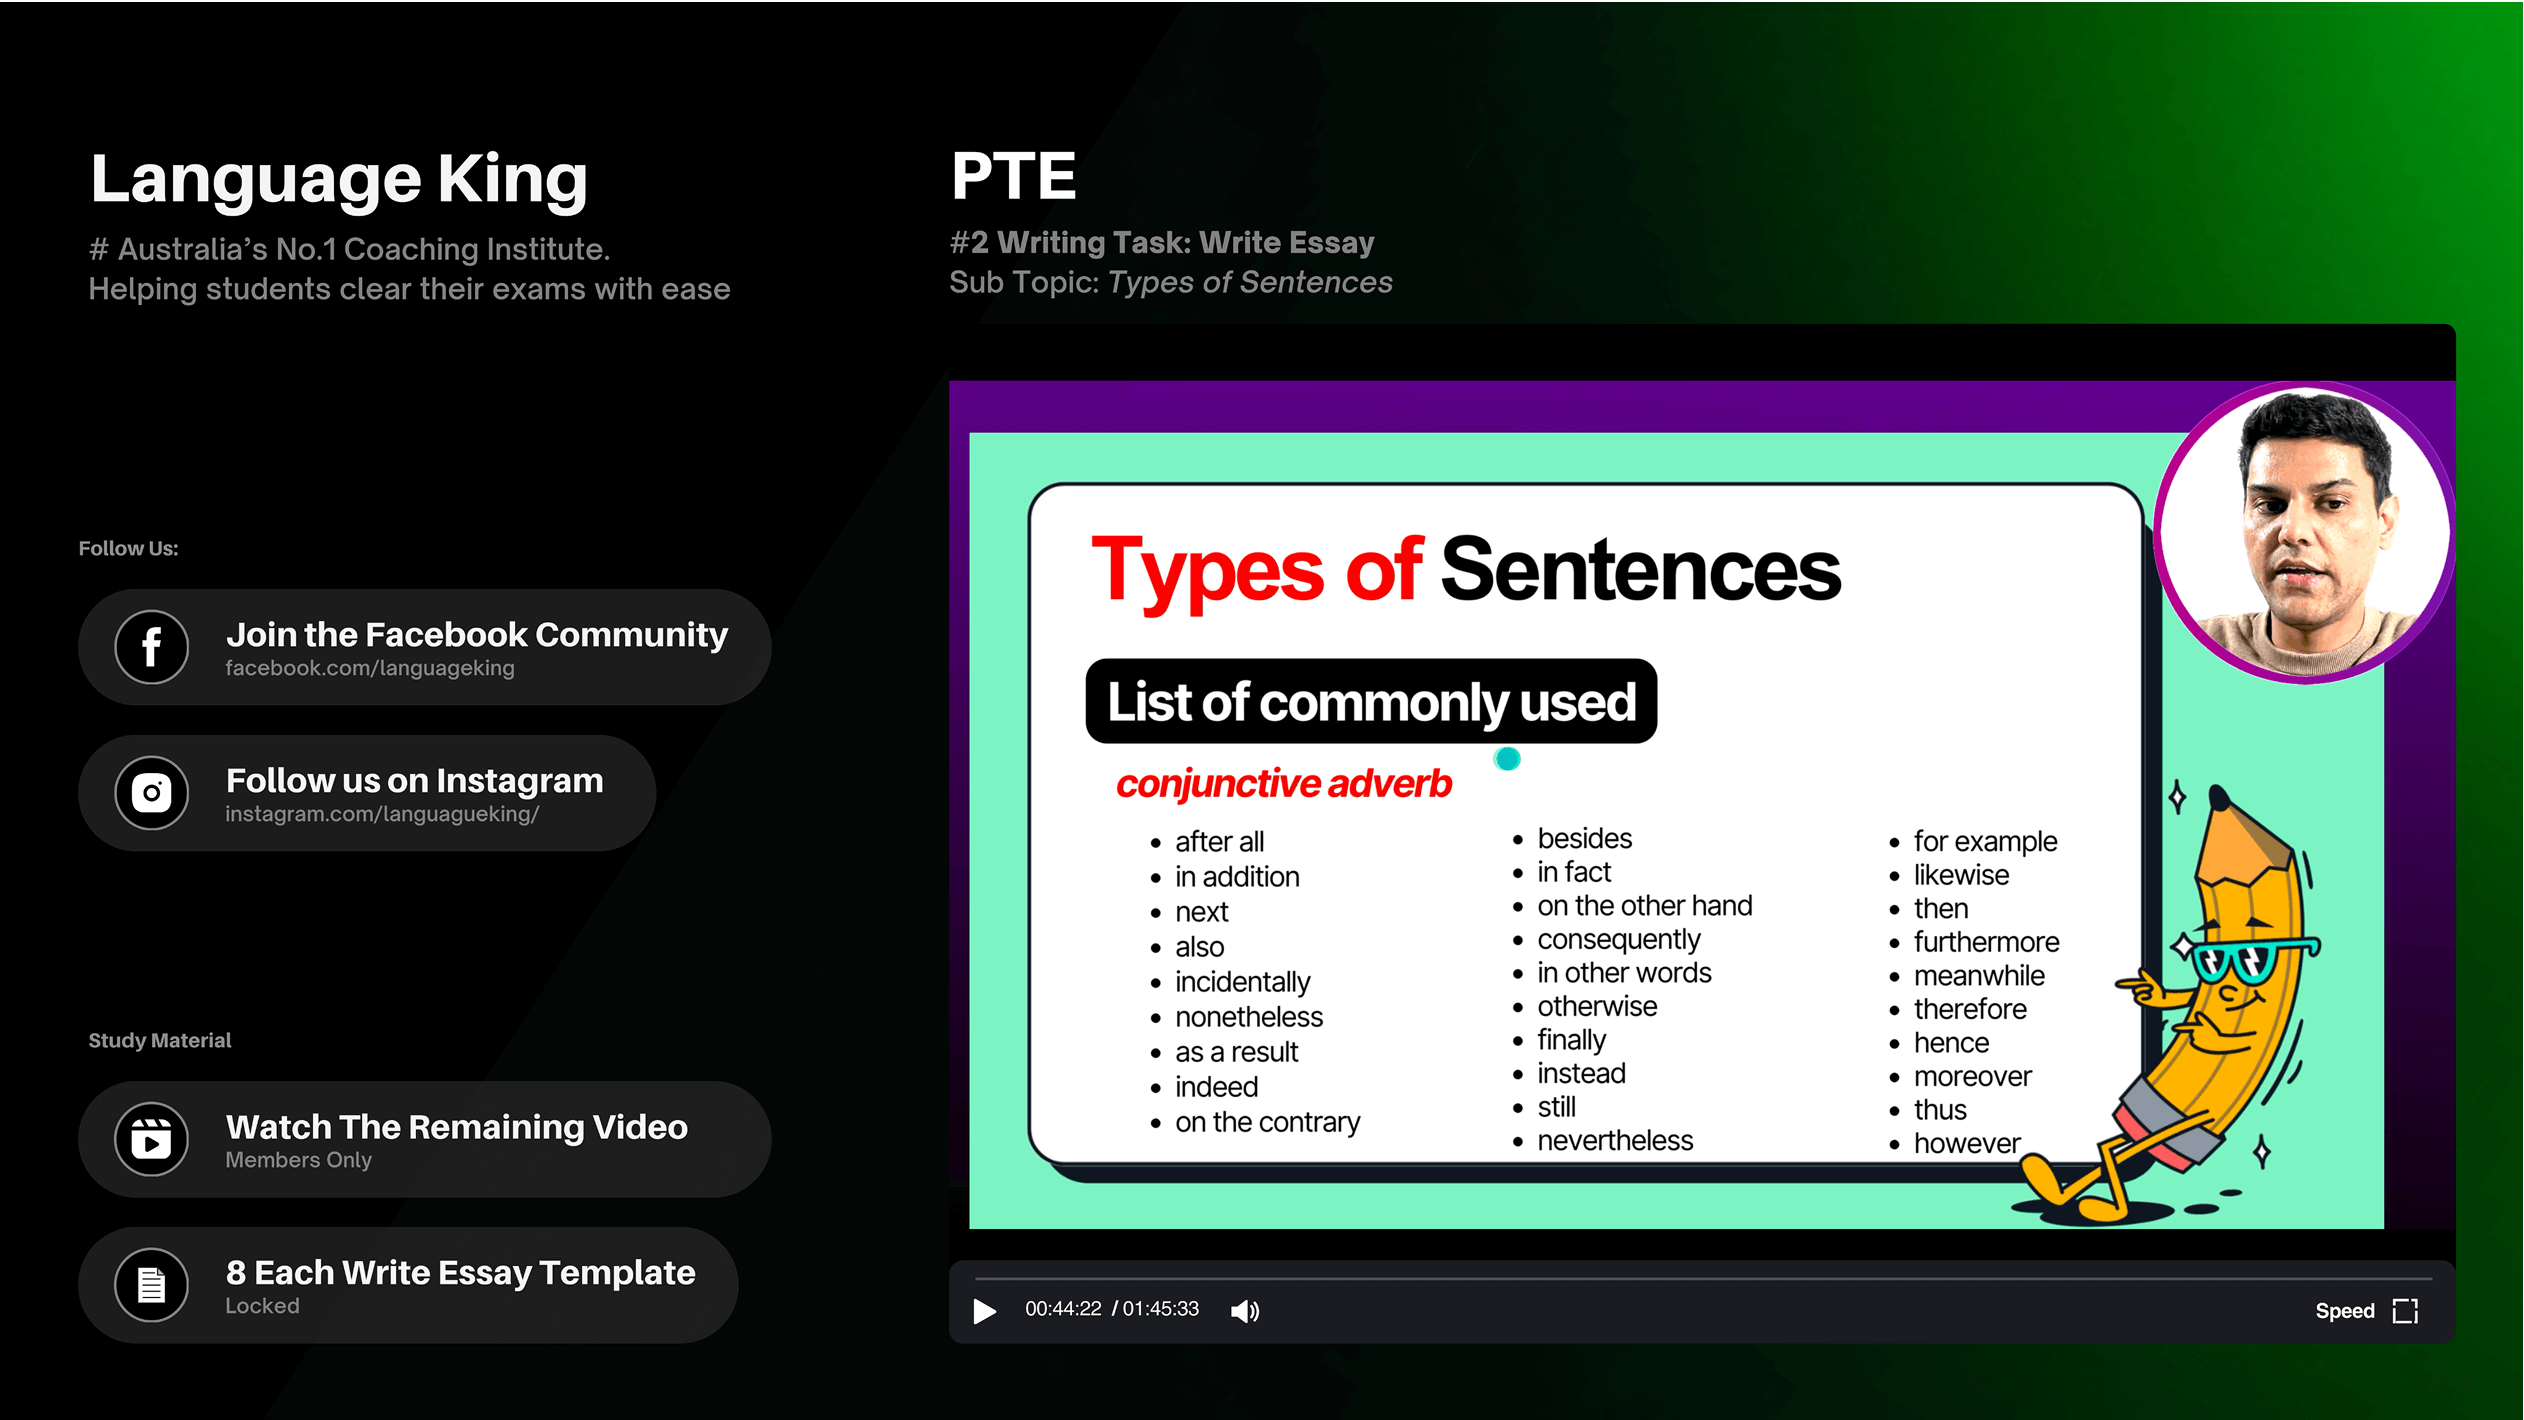 Language King
# Australia's No.1 Coaching Institute.
Helping students clear their exams with ease
Follow Us:
Join the Facebook Community
facebook.com/languageking
Follow us on Instagram
instagram.com/languagueking/
Study Material
Watch The Remaining Video
Members Only
8 Each Write Essay Template
Locked
PTE
#2 Writing Task: Write Essay
Sub Topic: Types of Sentences
Types of Sentences
List of commonly used
conjunctive adverb
• after all
• in addition
• next
• also
• incidentally
• nonetheless
• as a result
• indeed
• on the contrary
• besides
• in fact
• on the other hand
• consequently
• in other words
• otherwise
• finally
• instead
• still
• nevertheless
• for example
• likewise
• then
• furthermore
• meanwhile
• therefore
• hence
• moreover
• thus
• however
00:44:22 / 01:45:33
Speed